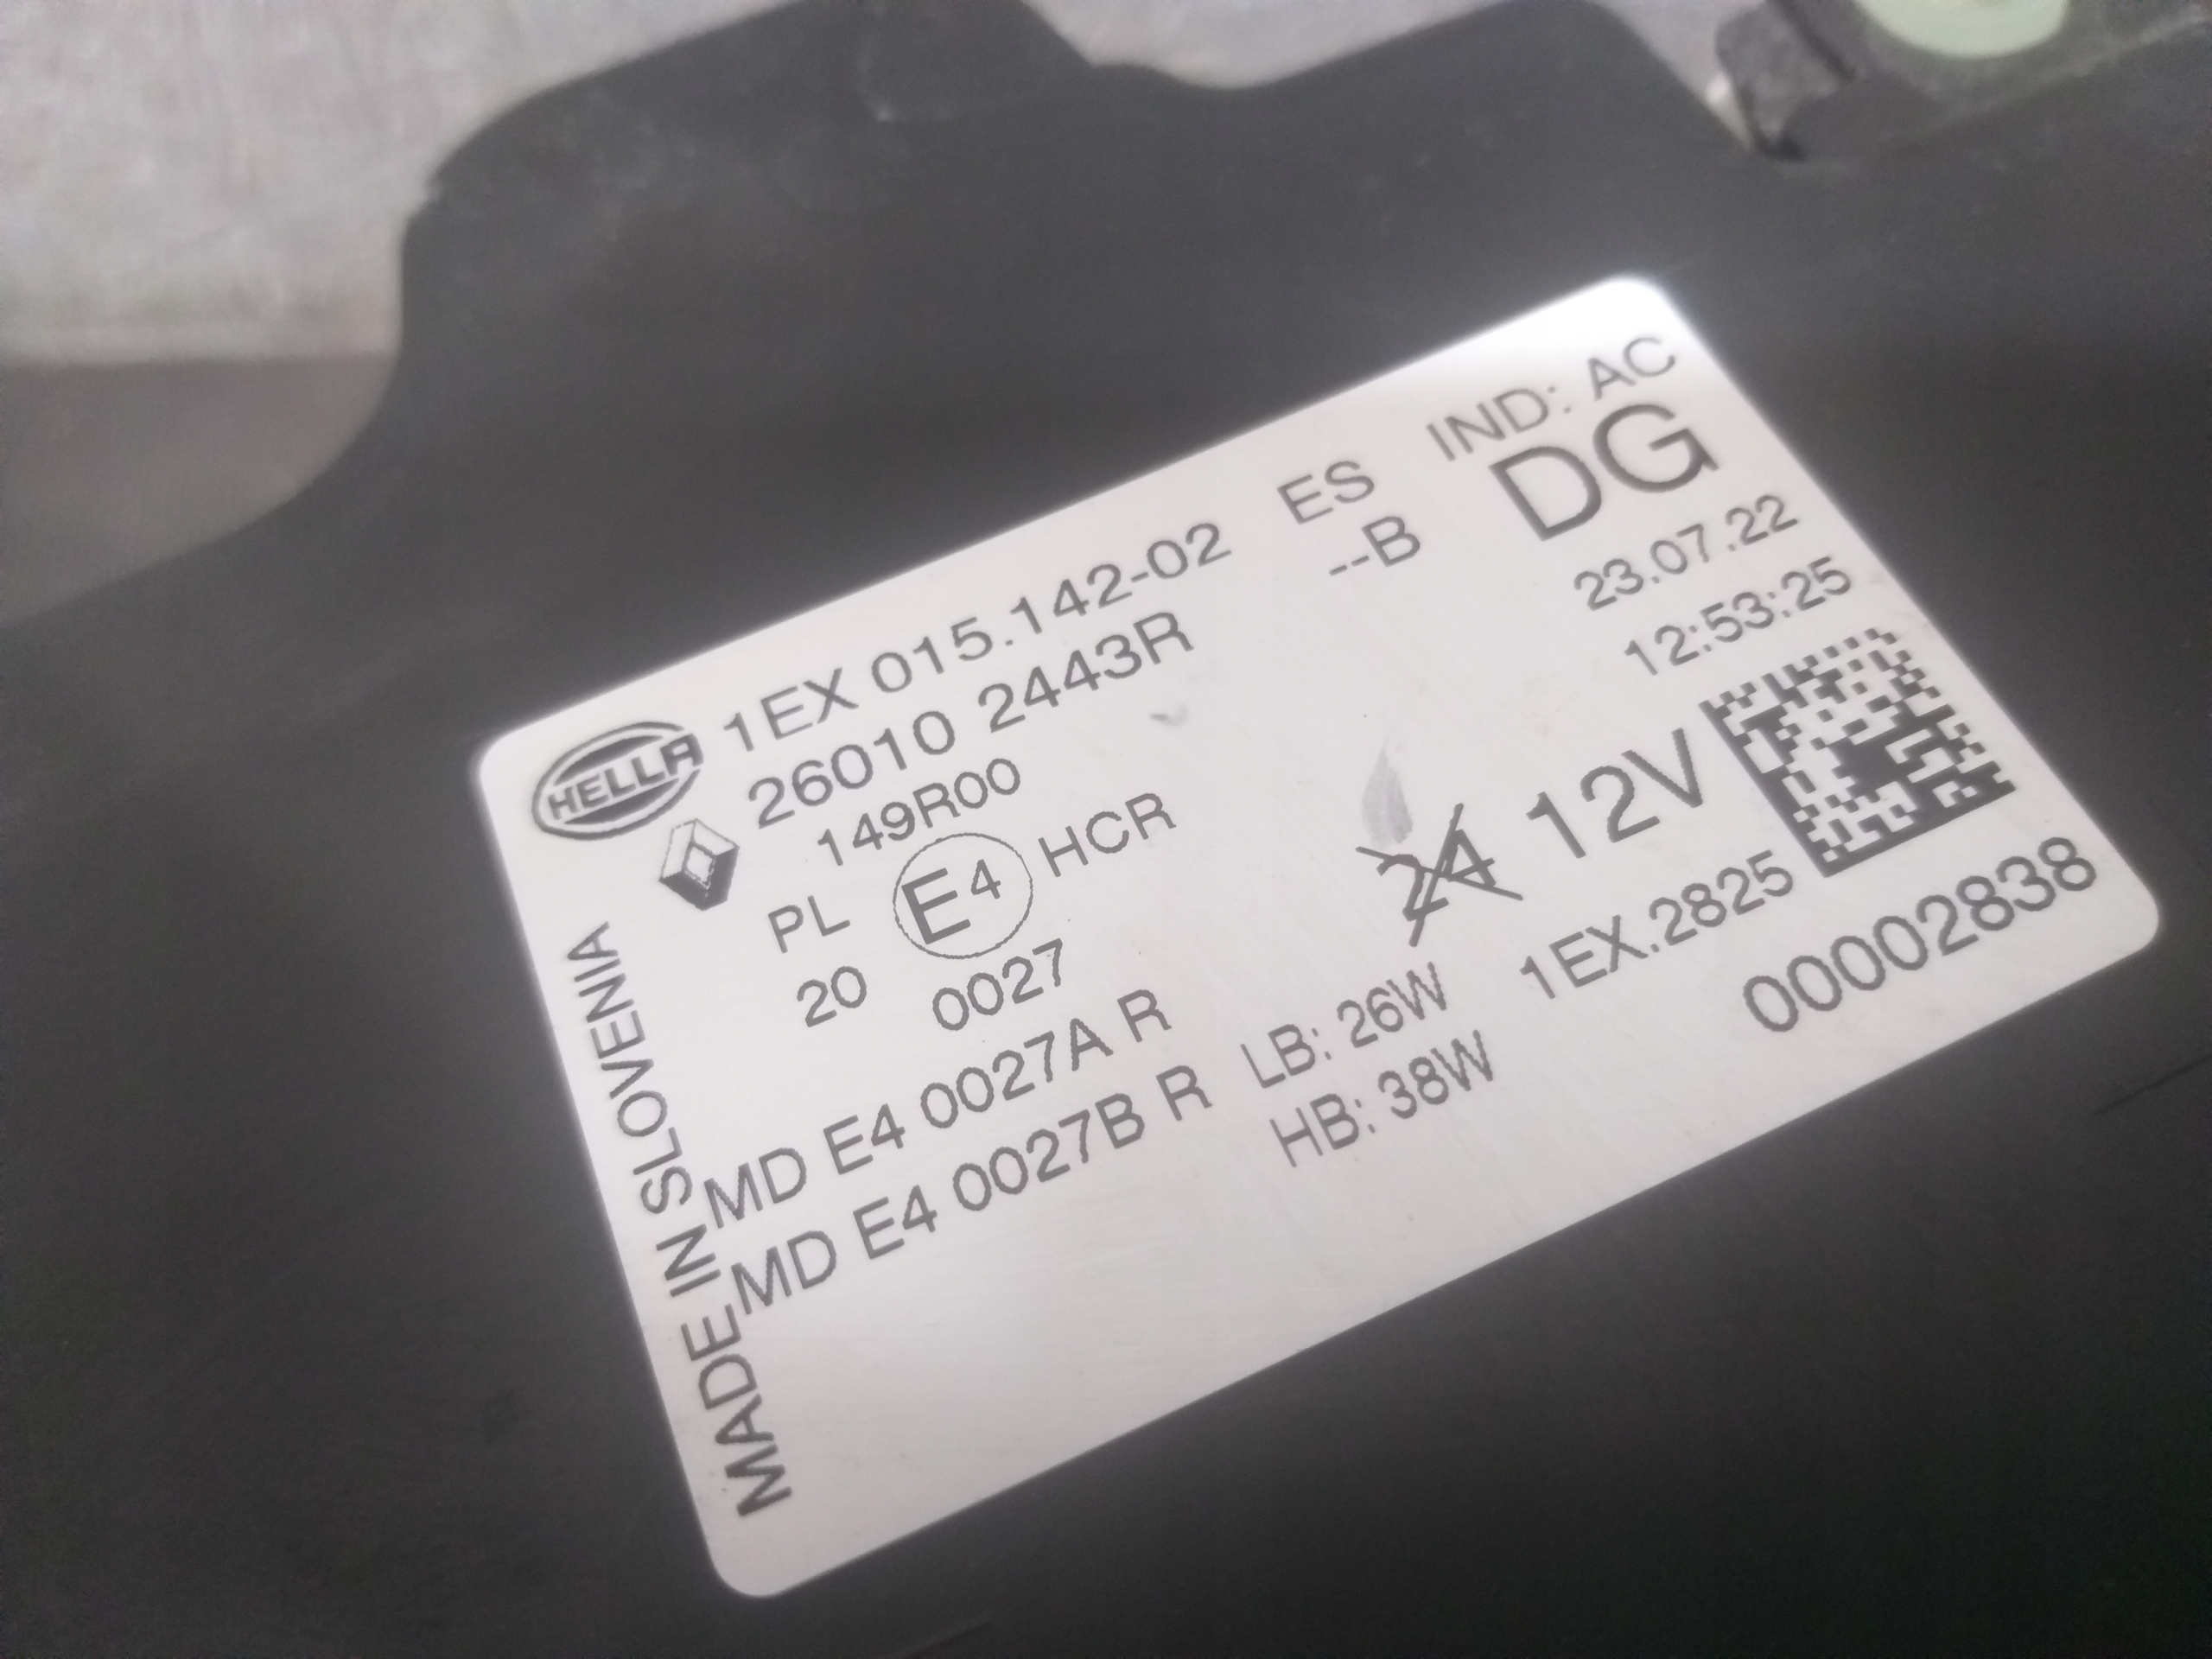 HELLA 1EX 015.142-02 ES IND: AC
26010 2443R --B DG
149R00 23.07.22
12:53:25
PL E4 HCR 24 12V
20 0027 1EX.2825
MD E4 0027A R LB: 26W 00002838
MD E4 0027B R HB: 38W
MADE IN SLOVENIA